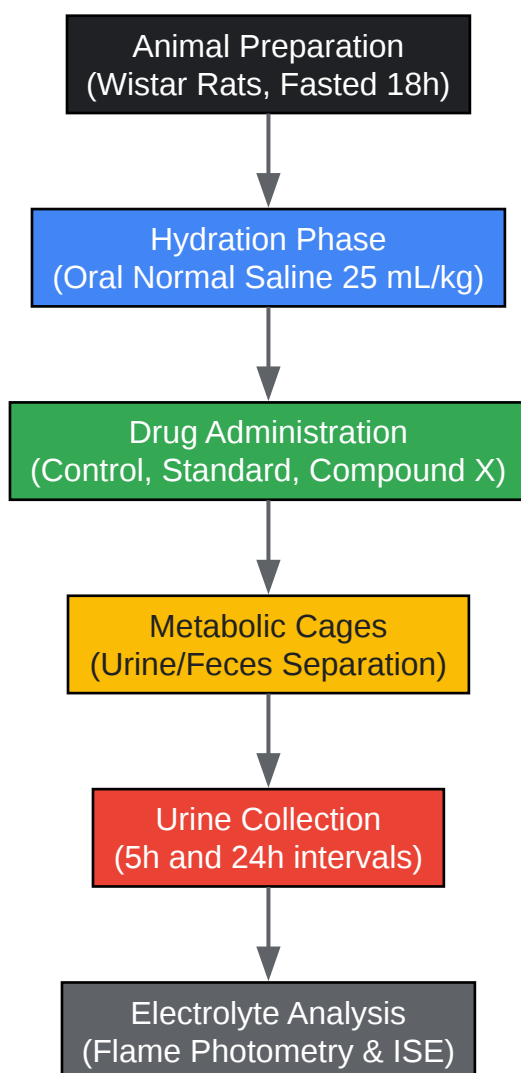 Animal Preparation
(Wistar Rats, Fasted 18h)
Hydration Phase
(Oral Normal Saline 25 mL/kg)
Drug Administration
(Control, Standard, Compound X)
Metabolic Cages
(Urine/Feces Separation)
Urine Collection
(5h and 24h intervals)
Electrolyte Analysis
(Flame Photometry & ISE)